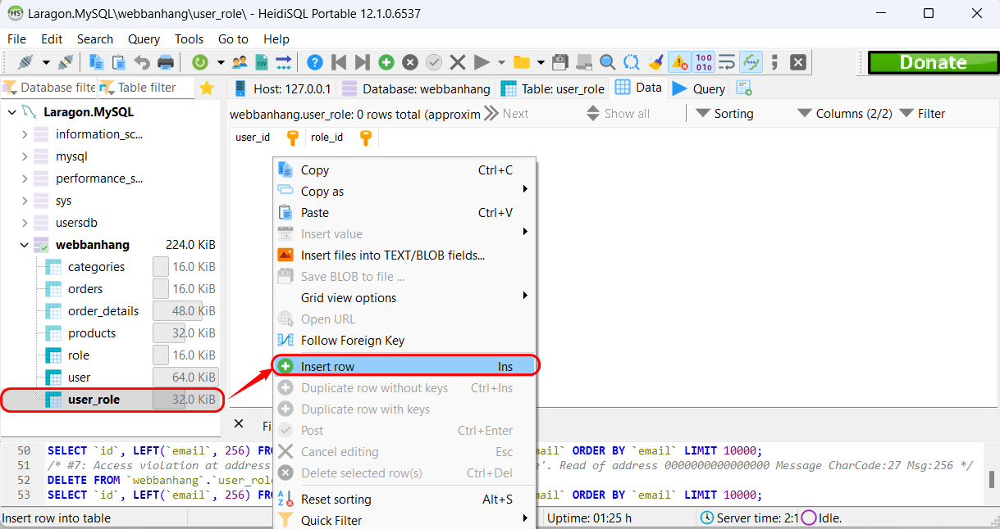 Laragon.MySQL\webbanhang\user_role\ - HeidiSQL Portable 12.1.0.6537
File Edit Search Query Tools Go to Help
Donate
Database filte Table filter Host: 127.0.0.1 Database: webbanhang Table: user_role Data Query
Laragon.MySQL
information_sc...
mysql
performance_s...
sys
usersdb
webbanhang 224.0 KiB
categories 16.0 KiB
orders 16.0 KiB
order_details 48.0 KiB
products 32.0 KiB
role 16.0 KiB
user 64.0 KiB
user_role 32.0 KiB
webbanhang.user_role: 0 rows total (approxim Next Show all Sorting Columns (2/2) Filter
user_id role_id
Copy Ctrl+C
Copy as
Paste Ctrl+V
Insert value
Insert files into TEXT/BLOB fields...
Save BLOB to file ...
Grid view options
Open URL
Follow Foreign Key
Insert row Ins
Duplicate row without keys Ctrl+Ins
Duplicate row with keys
Post Ctrl+Enter
Cancel editing Esc
Delete selected row(s) Ctrl+Del
Reset sorting Alt+S
Quick Filter
Fi
50 SELECT `id`, LEFT(`email`, 256) FR mail` ORDER BY `email` LIMIT 10000;
51 /* #7: Access violation at address e'. Read of address 0000000000000000 Message CharCode:27 Msg:256 */
52 DELETE FROM `webbanhang`.`user_role
53 SELECT `id`, LEFT(`email`, 256) FR mail` ORDER BY `email` LIMIT 10000;
Insert row into table Uptime: 01:25 h Server time: 2:1 Idle.